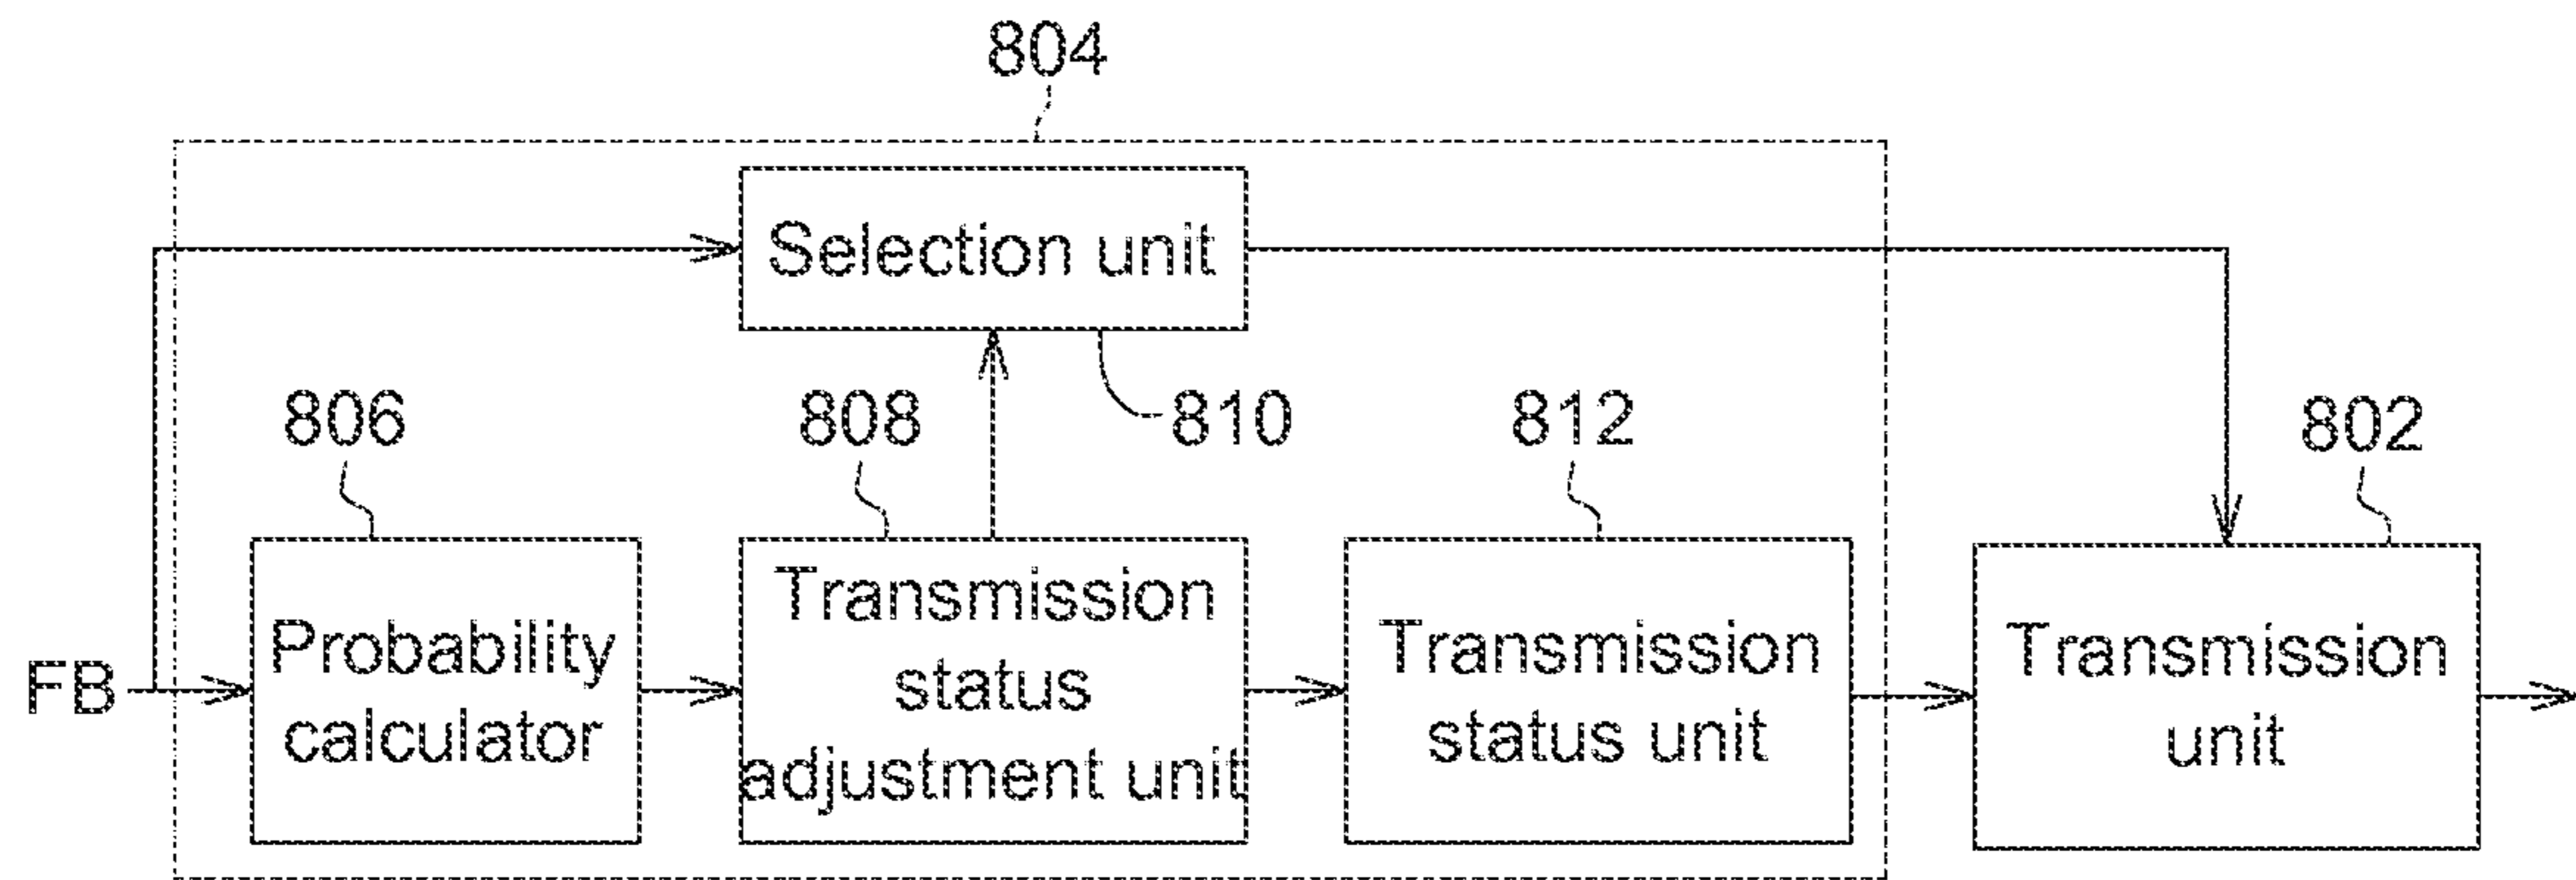 804
Selection unit
806
808
810
812
802
FB
Probability
calculator
Transmission
status
adjustment unit
Transmission
status unit
Transmission
unit